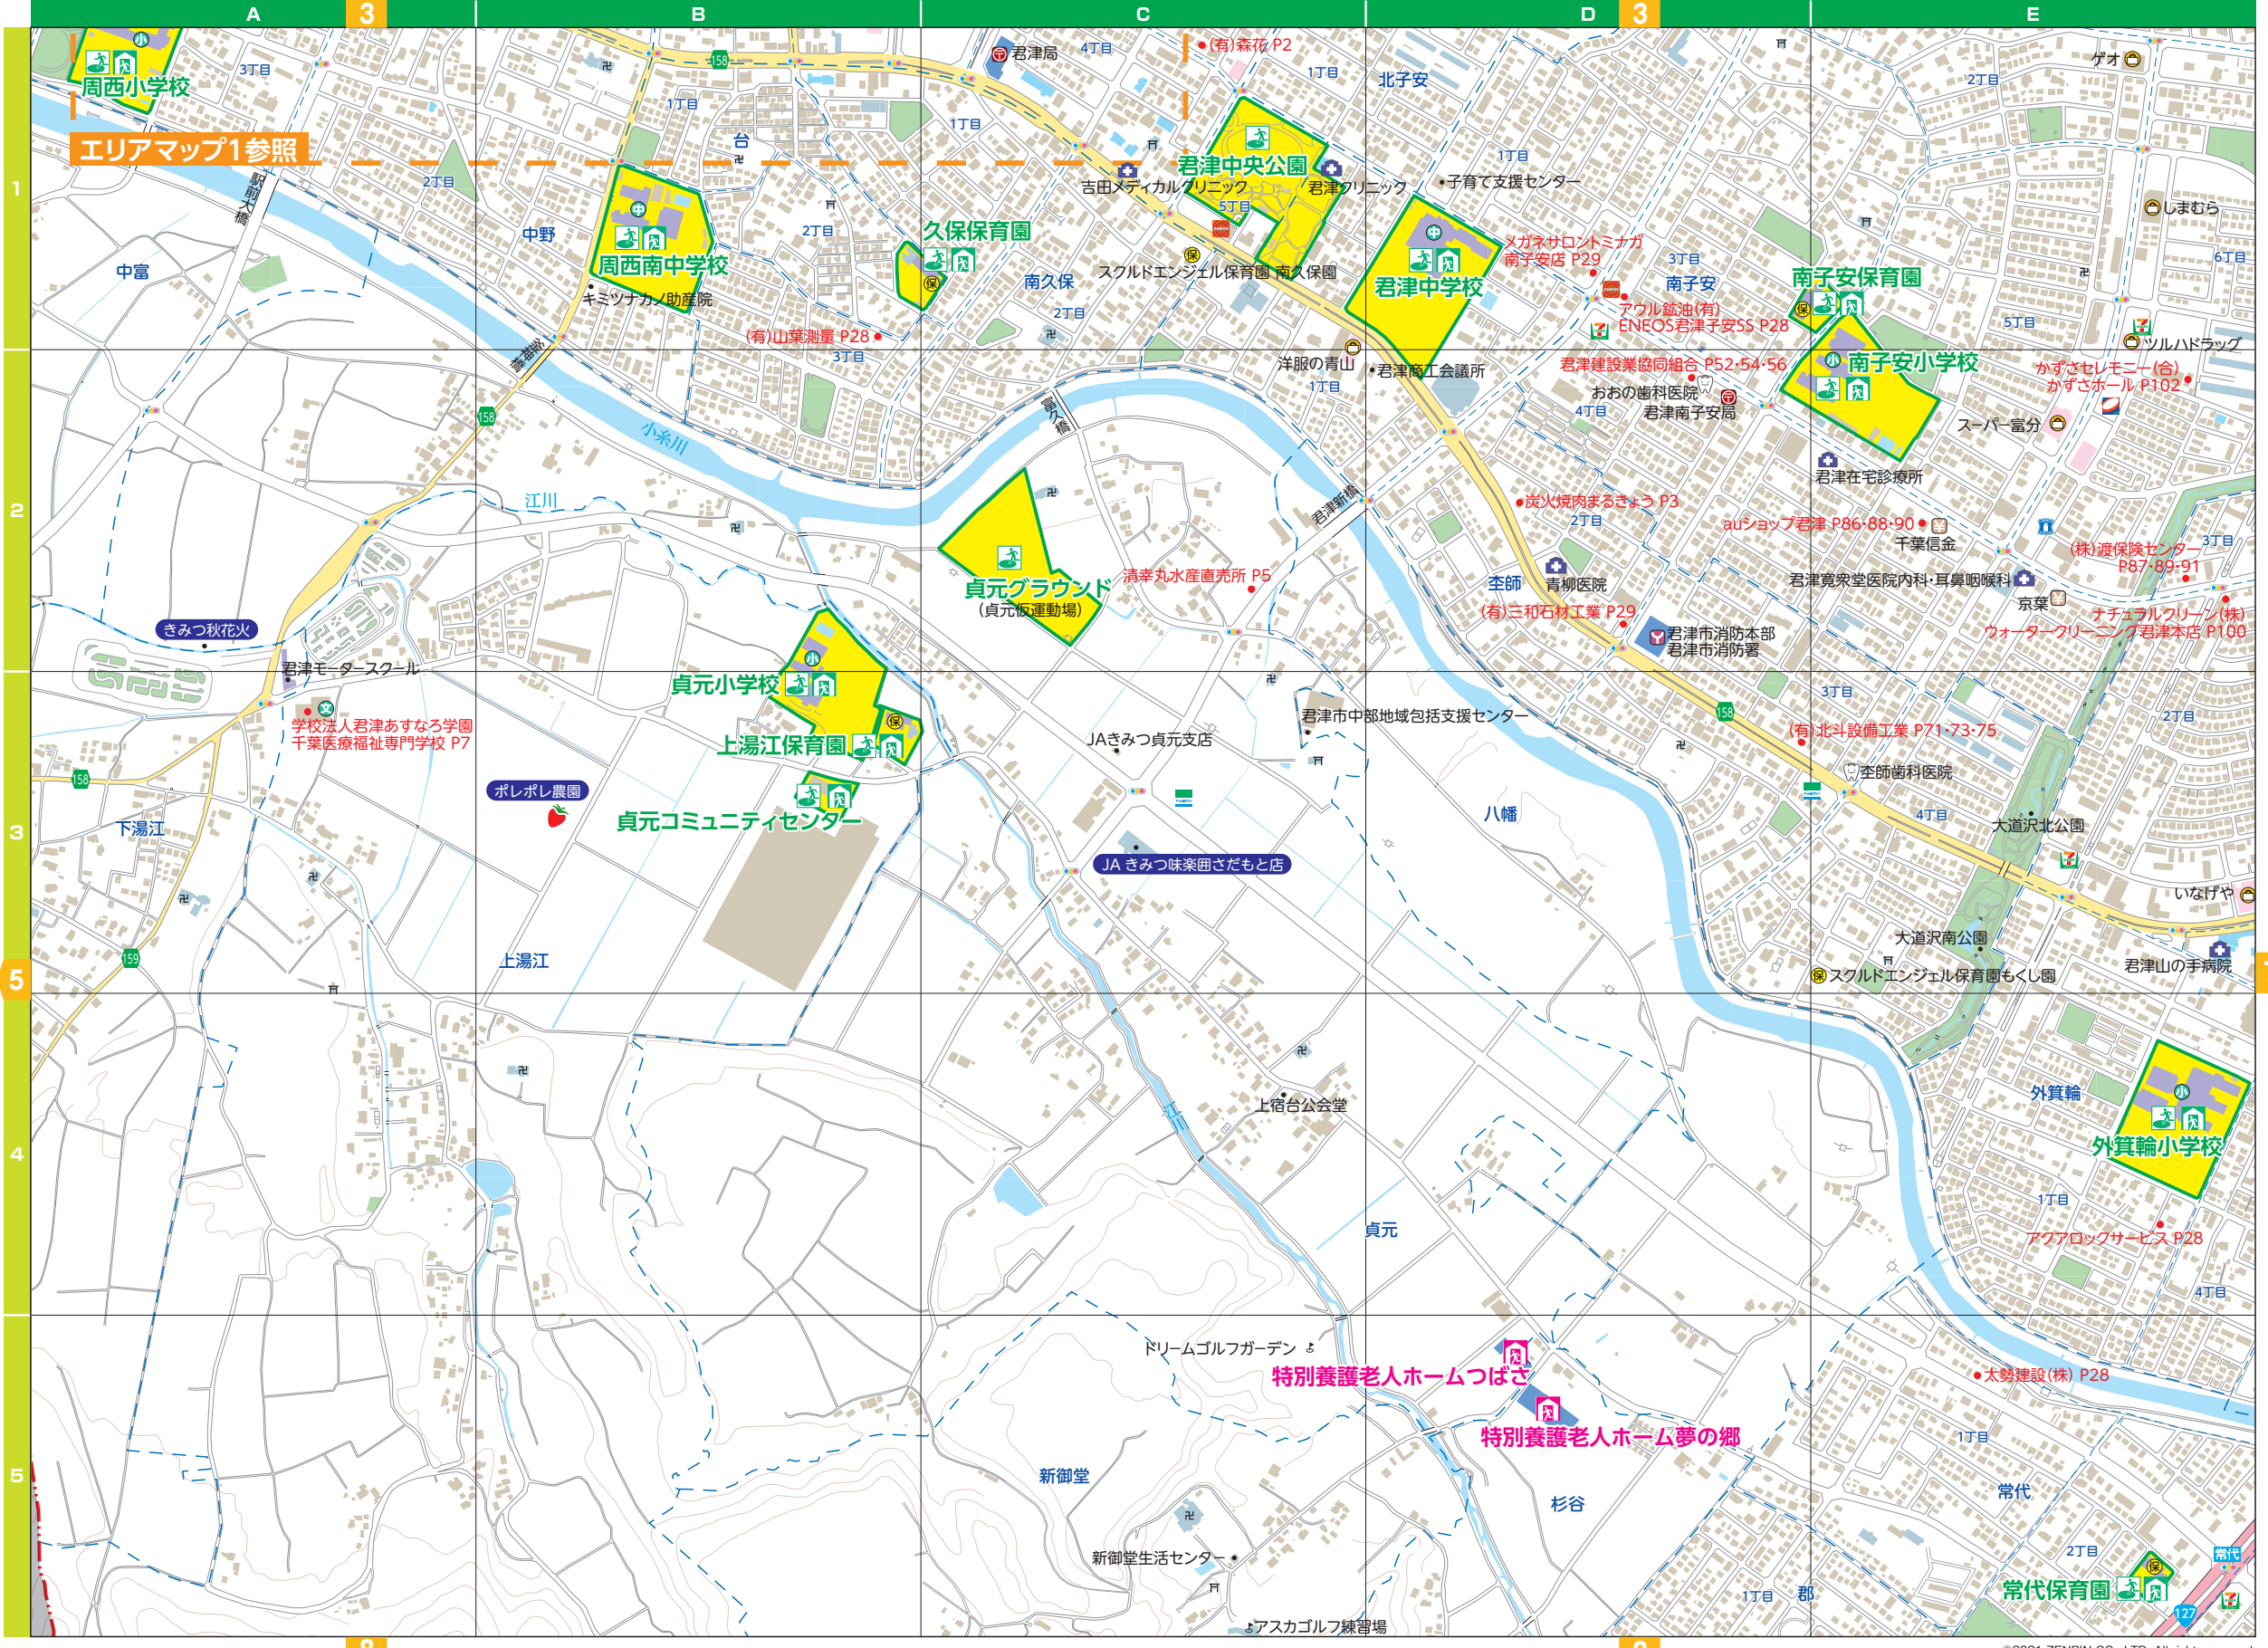 A
3
B
C
D
3
E
1
2
3
5
4
5
周西小学校
3丁目
エリアマップ1参照
駅前大橋
2丁目
中富
中野
158
1丁目
台
2丁目
周西南中学校
キミツナカノ助産院
(有)山葉測量 P28
3丁目
久保保育園
君津局
4丁目
1丁目
(有)森花 P2
1丁目
北子安
君津中央公園
吉田メディカルクリニック
5丁目
君津クリニック
スクルドエンジェル保育園 南久保園
南久保
2丁目
1丁目
子育て支援センター
君津中学校
メガネサロントミナガ
南子安店 P29
3丁目
南子安
アウル鉱油(有)
ENEOS君津子安SS P28
南子安保育園
ゲオ
2丁目
しまむら
6丁目
5丁目
ツルハドラッグ
洋服の青山
1丁目
君津商工会議所
君津建設業協同組合 P52・54・56
おおの歯科医院
4丁目
君津南子安局
南子安小学校
かずさセレモニー(合)
かずさホール P102
スーパー富分
君津在宅診療所
158
小糸川
富久橋
江川
君津新橋
炭火焼肉まるきょう P3
2丁目
auショップ君津 P86・88・90
千葉信金
3丁目
(株)渡保険センター
P87・89・91
貞元グラウンド
(貞元仮運動場)
清幸丸水産直売所 P5
杢師
青柳医院
君津寛衆堂医院内科・耳鼻咽喉科
京葉
(有)三和石材工業 P29
君津市消防本部
君津市消防署
ナチュラルクリーン(株)
ウォータークリーニング君津本店 P100
きみつ秋花火
君津モータースクール
学校法人君津あすなろ学園
千葉医療福祉専門学校 P7
貞元小学校
上湯江保育園
貞元コミュニティセンター
ポレポレ農園
JAきみつ貞元支店
君津市中部地域包括支援センター
3丁目
158
2丁目
(有)北斗設備工業 P71・73・75
杢師歯科医院
158
下湯江
八幡
4丁目
大道沢北公園
JA きみつ味楽囲さだもと店
いなげや
159
上湯江
大道沢南公園
スクルドエンジェル保育園もくし園
君津山の手病院
上宿台公会堂
江川
外箕輪
外箕輪小学校
1丁目
貞元
アクアロックサービス P28
4丁目
ドリームゴルフガーデン
特別養護老人ホームつばさ
特別養護老人ホーム夢の郷
太勢建設(株) P28
1丁目
新御堂
杉谷
常代
新御堂生活センター
2丁目
常代
常代保育園
1丁目
郡
127
アスカゴルフ練習場